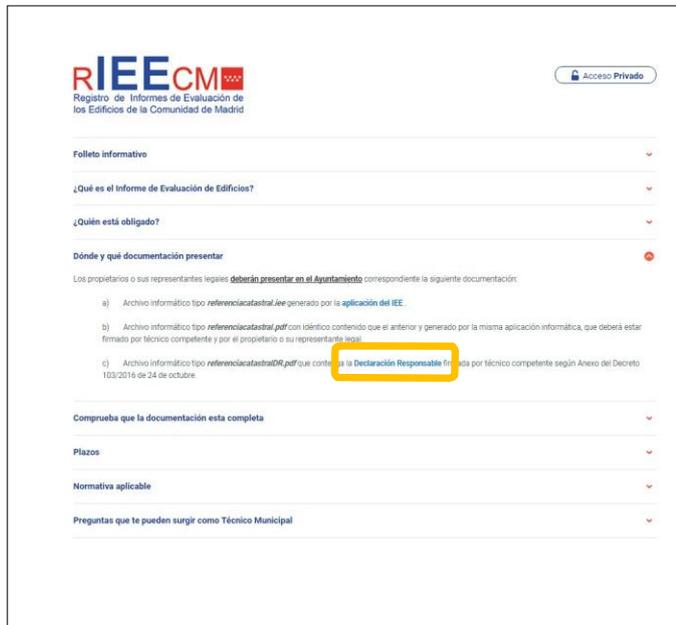 RIEECM
Registro de Informes de Evaluación de
los Edificios de la Comunidad de Madrid
Acceso Privado
Folleto informativo
¿Qué es el Informe de Evaluación de Edificios?
¿Quién está obligado?
Dónde y qué documentación presentar
Los propietarios o sus representantes legales deberán presentar en el Ayuntamiento correspondiente la siguiente documentación:
a) Archivo informático tipo referenciacatastral.iee generado por la aplicación del IEE .
b) Archivo informático tipo referenciacatastral.pdf con idéntico contenido que el anterior y generado por la misma aplicación informática, que deberá estar
firmado por técnico competente y por el propietario o su representante legal.
c) Archivo informático tipo referenciacatastralDR.pdf que la Declaración Responsable por técnico competente según Anexo del Decreto
103/2016 de 24 de octubre.
Comprueba que la documentación esta completa
Plazos
Normativa aplicable
Preguntas que te pueden surgir como Técnico Municipal